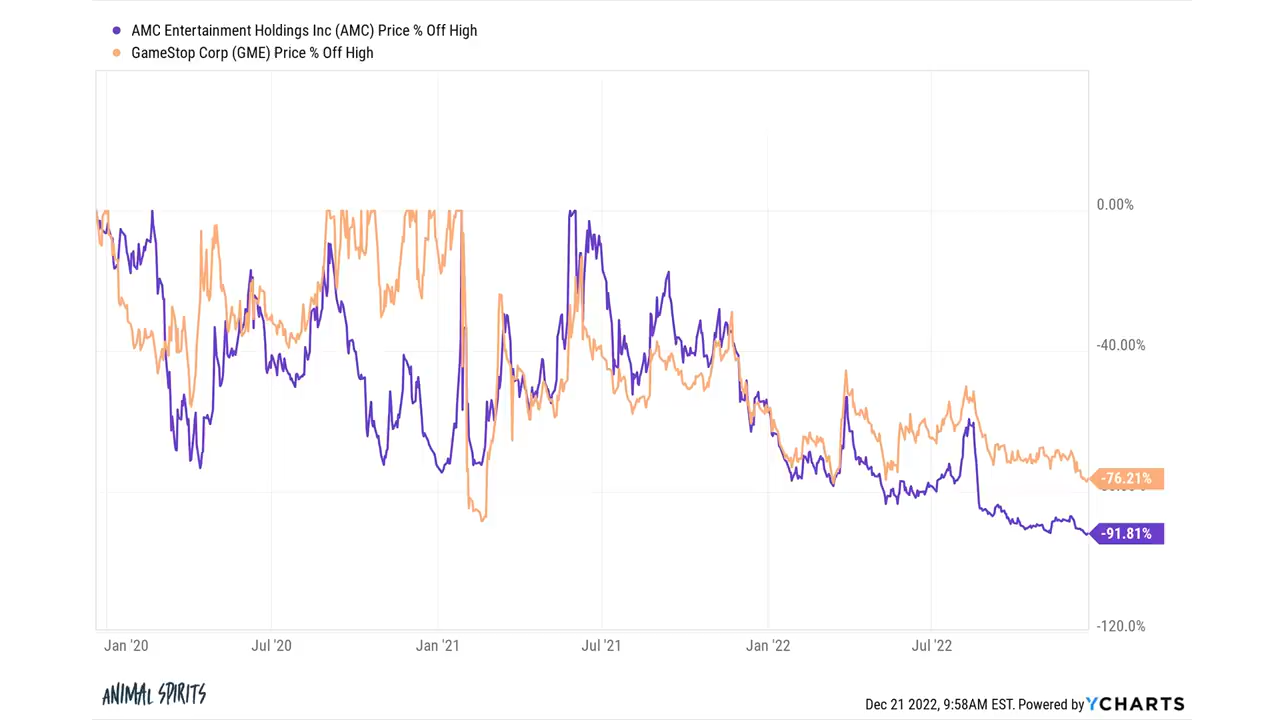 AMC Entertainment Holdings Inc (AMC) Price % Off High
GameStop Corp (GME) Price % Off High
0.00%
-40.00%
-76.21%
-91.81%
-120.0%
Jan '20
Jul '20
Jan '21
Jul '21
Jan '22
Jul '22
ANIMAL SPIRITS
Dec 21 2022, 9:58AM EST. Powered by YCHARTS